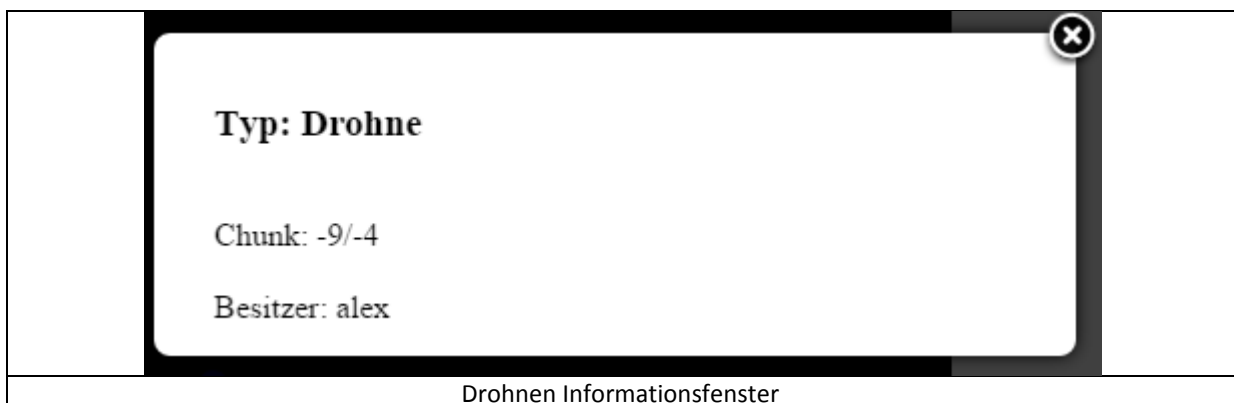 Typ: Drohne
Chunk: -9/-4
Besitzer: alex
Drohnen Informationsfenster